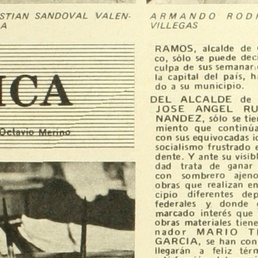 STIAN SANDOVAL VALEN-
A
ICA
Octavio Merino
ARMANDO RODR
VILLEGAS
RAMOS, alcalde de
co, sólo se puede deci
culpa de sus semanar
la capital del país, ha
do a su municipio.
DEL ALCALDE de
JOSE ANGEL RU
NANDEZ, sólo se tien
miento que continúa
con sus equivocadas id
socialismo frustrado e
dente. Y ante su visibl
dad trata de ganar
con sombrero ajeno
obras que realizan en
cipio diferentes dep
federales y donde
marcado interés que
obras materiales tiene
nador MARIO T
GARCIA, se han con
llegarán a feliz térm